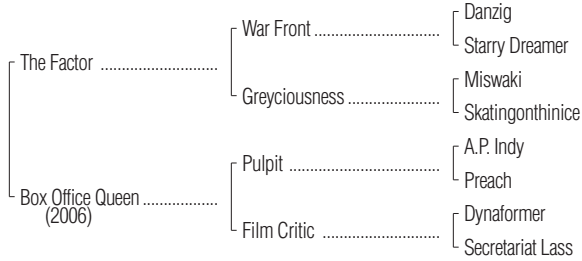 Danzig
War Front ..............................
Starry Dreamer
The Factor ...........................
Miswaki
Greyciousness ......................
Skatingonthinice
A.P. Indy
Pulpit ....................................
Preach
Box Office Queen .................
(2006)
Dynaformer
Film Critic ............................
Secretariat Lass